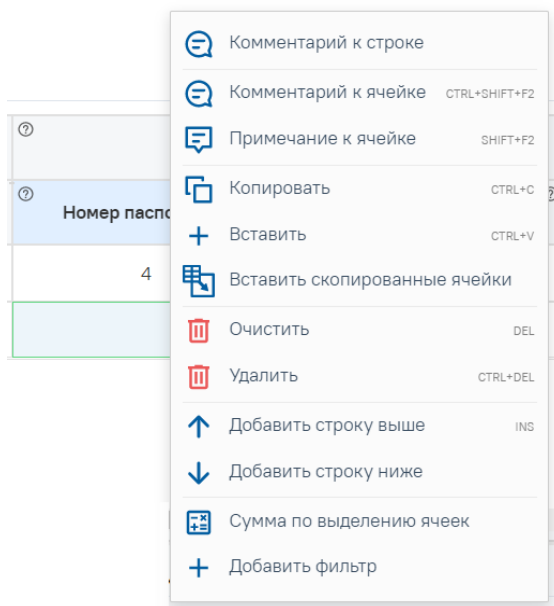 Комментарий к строке
Комментарий к ячейке CTRL+SHIFT+F2
Примечание к ячейке SHIFT+F2
Номер
Копировать CTRL+C
Вставить CTRL+V
4
Вставить скопированные ячейки
Очистить DEL
Удалить CTRL+DEL
Добавить строку выше INS
Добавить строку ниже
Сумма по выделению ячеек
Добавить фильтр